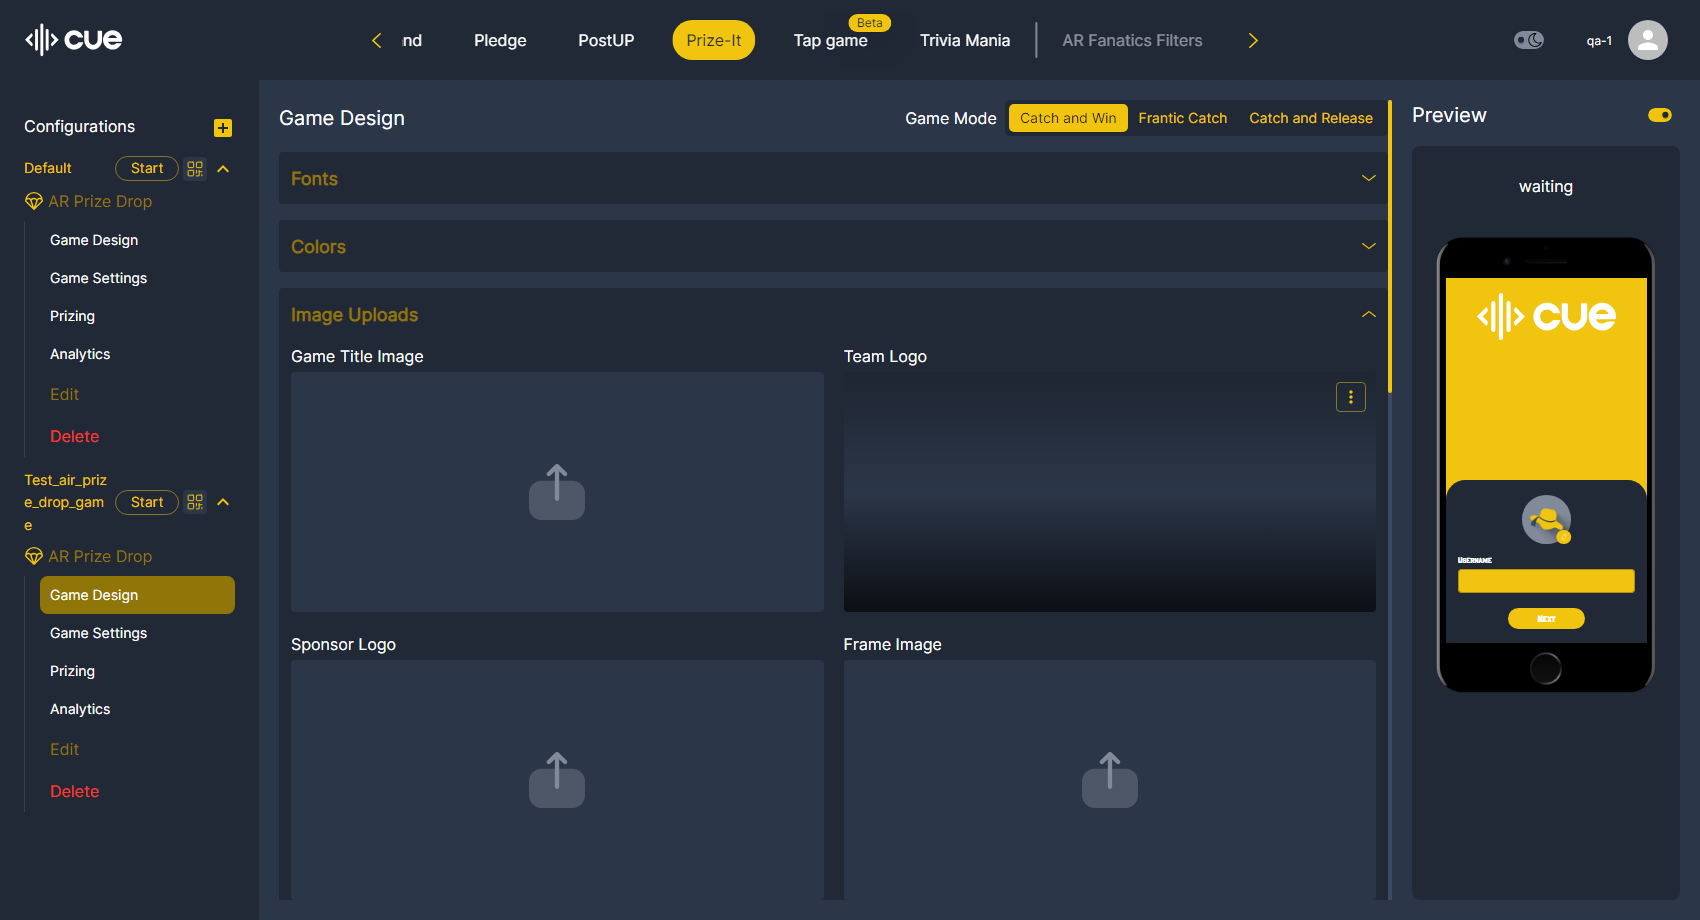 cue
nd
Pledge
PostUP
Prize-It
Beta
Tap game
Trivia Mania
AR Fanatics Filters
qa-1
Configurations
Default
Start
AR Prize Drop
Game Design
Game Settings
Prizing
Analytics
Edit
Delete
Test_air_priz
e_drop_gam
e
Start
AR Prize Drop
Game Design
Game Settings
Prizing
Analytics
Edit
Delete
Game Design
Game Mode
Catch and Win
Frantic Catch
Catch and Release
Fonts
Colors
Image Uploads
Game Title Image
Team Logo
Sponsor Logo
Frame Image
Preview
waiting
cue
Username
Next